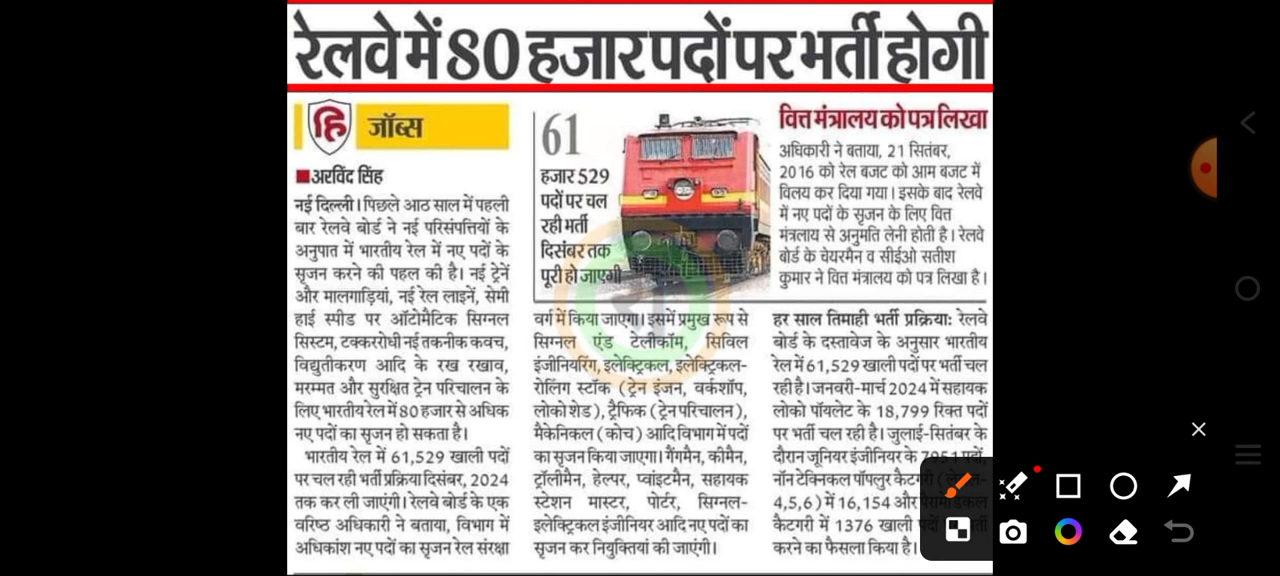 रेलवे में 80 हजार पदों पर भर्ती होगी
हि
जॉब्स
■अरविंद सिंह
नई दिल्ली। पिछले आठ साल में पहली
बार रेलवे बोर्ड ने नई परिसंपत्तियों के
अनुपात में भारतीय रेल में नए पदों के
सृजन करने की पहल की है। नई ट्रेनें
और मालगाड़ियां, नई रेल लाइनें, सेमी
हाई स्पीड पर ऑटोमैटिक सिग्नल
सिस्टम, टक्कररोधी नई तकनीक कवच,
विद्युतीकरण आदि के रख रखाव,
मरम्मत और सुरक्षित ट्रेन परिचालन के
लिए भारतीय रेल में 80 हजार से अधिक
नए पदों का सृजन हो सकता है।
भारतीय रेल में 61,529 खाली पदों
पर चल रही भर्ती प्रक्रिया दिसंबर, 2024
तक कर ली जाएंगी। रेलवे बोर्ड के एक
वरिष्ठ अधिकारी ने बताया, विभाग में
अधिकांश नए पदों का सृजन रेल संरक्षा
61
हजार 529
पदों पर चल
रही भर्ती
दिसंबर तक
पूरी हो जाएगी
वर्ग में किया जाएगा। इसमें प्रमुख रूप से
सिग्नल एंड टेलीकॉम, सिविल
इंजीनियरिंग, इलेक्ट्रिकल, इलेक्ट्रिकल-
रोलिंग स्टॉक (ट्रेन इंजन, वर्कशॉप,
लोको शेड), ट्रैफिक (ट्रेन परिचालन),
मैकेनिकल (कोच) आदि विभाग में पदों
का सृजन किया जाएगा। गैंगमैन, कीमैन,
ट्रॉलीमैन, हेल्पर, प्वांइटमैन, सहायक
स्टेशन मास्टर, पोर्टर, सिग्नल-
इलेक्ट्रिकल इंजीनियर आदि नए पदों का
सृजन कर नियुक्तियां की जाएंगी।
वित्त मंत्रालय को पत्र लिखा
अधिकारी ने बताया, 21 सितंबर,
2016 को रेल बजट को आम बजट में
विलय कर दिया गया। इसके बाद रेलवे
में नए पदों के सृजन के लिए वित्त
मंत्रलाय से अनुमति लेनी होती है। रेलवे
बोर्ड के चेयरमैन व सीईओ सतीश
कुमार ने वित्त मंत्रालय को पत्र लिखा है।
हर साल तिमाही भर्ती प्रक्रिया: रेलवे
बोर्ड के दस्तावेज के अनुसार भारतीय
रेल में 61,529 खाली पदों पर भर्ती चल
रही है। जनवरी-मार्च 2024 में सहायक
लोको पॉयलेट के 18,799 रिक्त पदों
पर भर्ती चल रही है। जुलाई-सितंबर के
दौरान जूनियर इंजीनियर के 7951 पदों,
नॉन टेक्निकल पॉपुलर कैटगरी (लेवल-
4,5,6) में 16,154 और पैरामेडिकल
कैटगरी में 1376 खाली पदों पर भर्ती
करने का फैसला किया है।